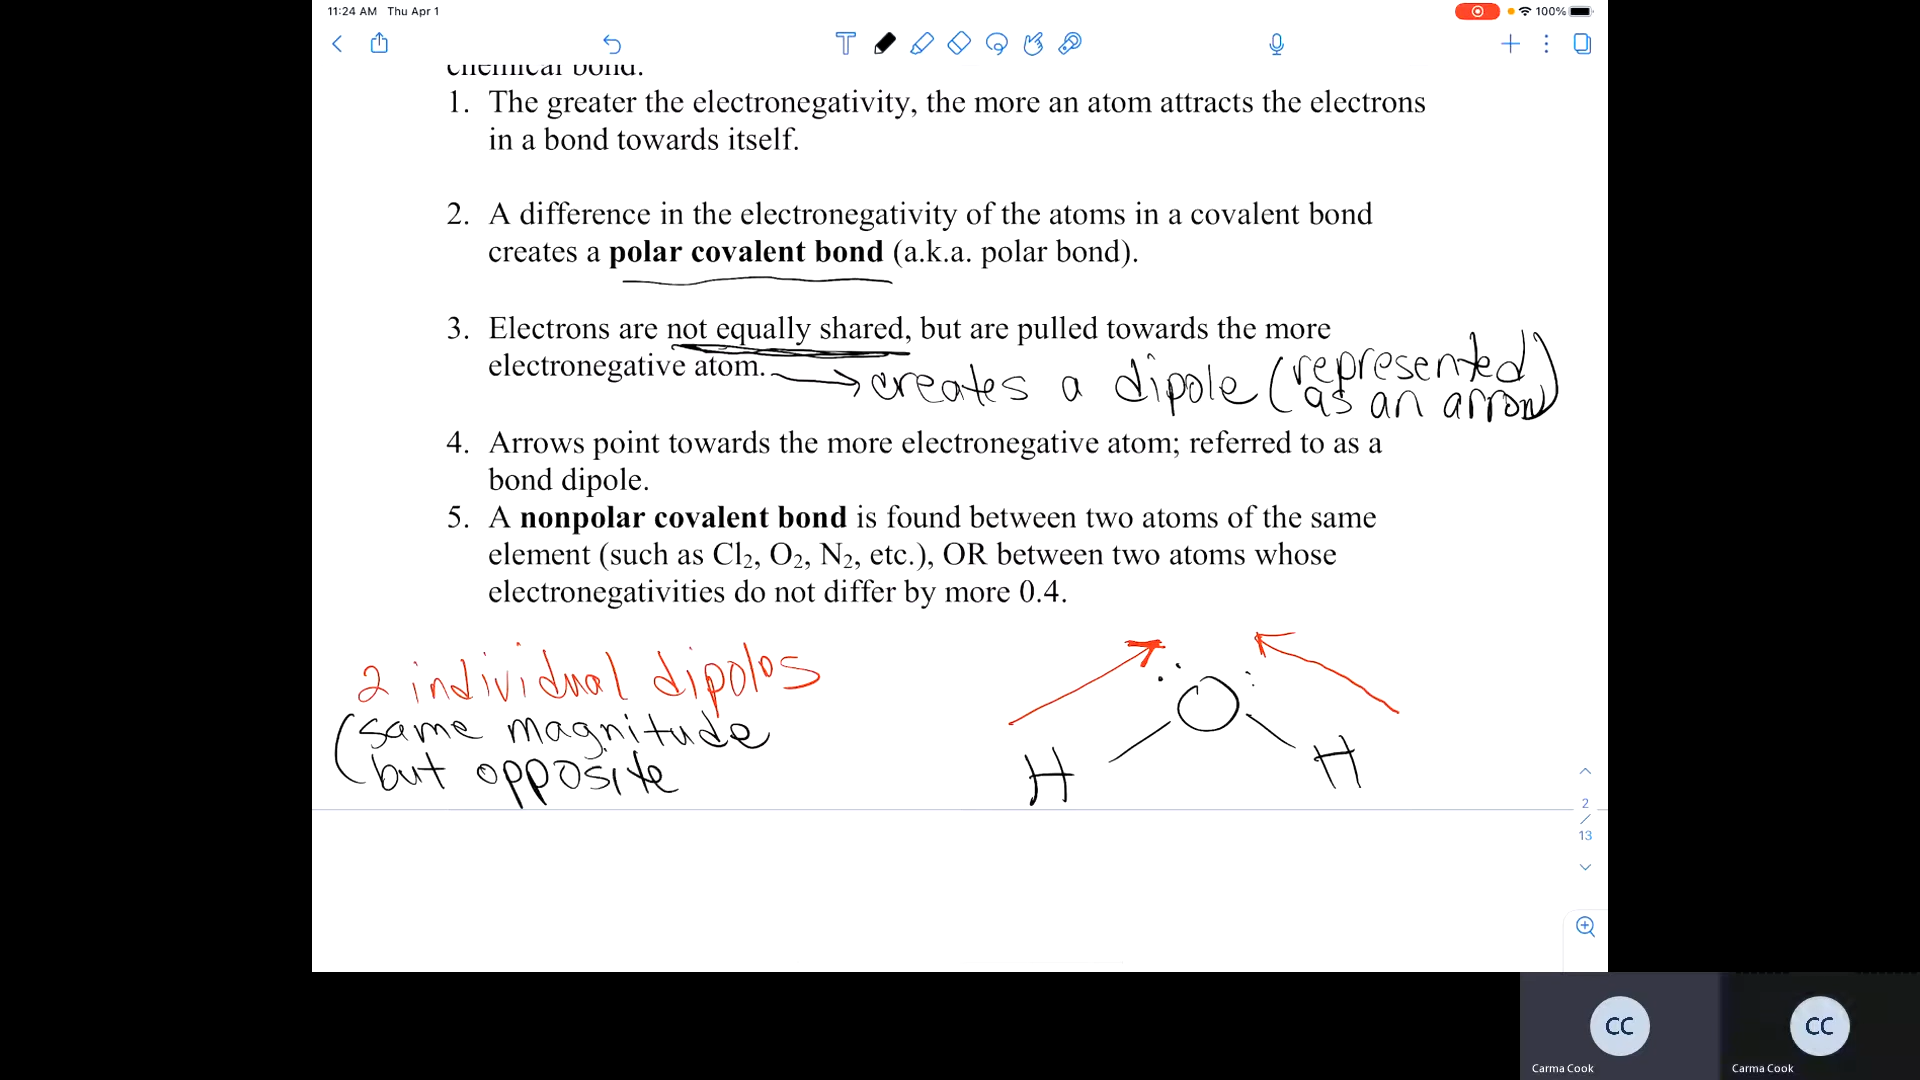 11:24 AM Thu Apr 1
100%
chemical bond.
1. The greater the electronegativity, the more an atom attracts the electrons
in a bond towards itself.
2. A difference in the electronegativity of the atoms in a covalent bond
creates a polar covalent bond (a.k.a. polar bond).
3. Electrons are not equally shared, but are pulled towards the more
electronegative atom.
→ creates a dipole (represented
as an arrow)
4. Arrows point towards the more electronegative atom; referred to as a
bond dipole.
5. A nonpolar covalent bond is found between two atoms of the same
element (such as Cl₂, O₂, N₂, etc.), OR between two atoms whose
electronegativities do not differ by more 0.4.
2 individual dipoles
(same magnitude
but opposite
O
H H
2
/
13
CC CC
Carma Cook Carma Cook